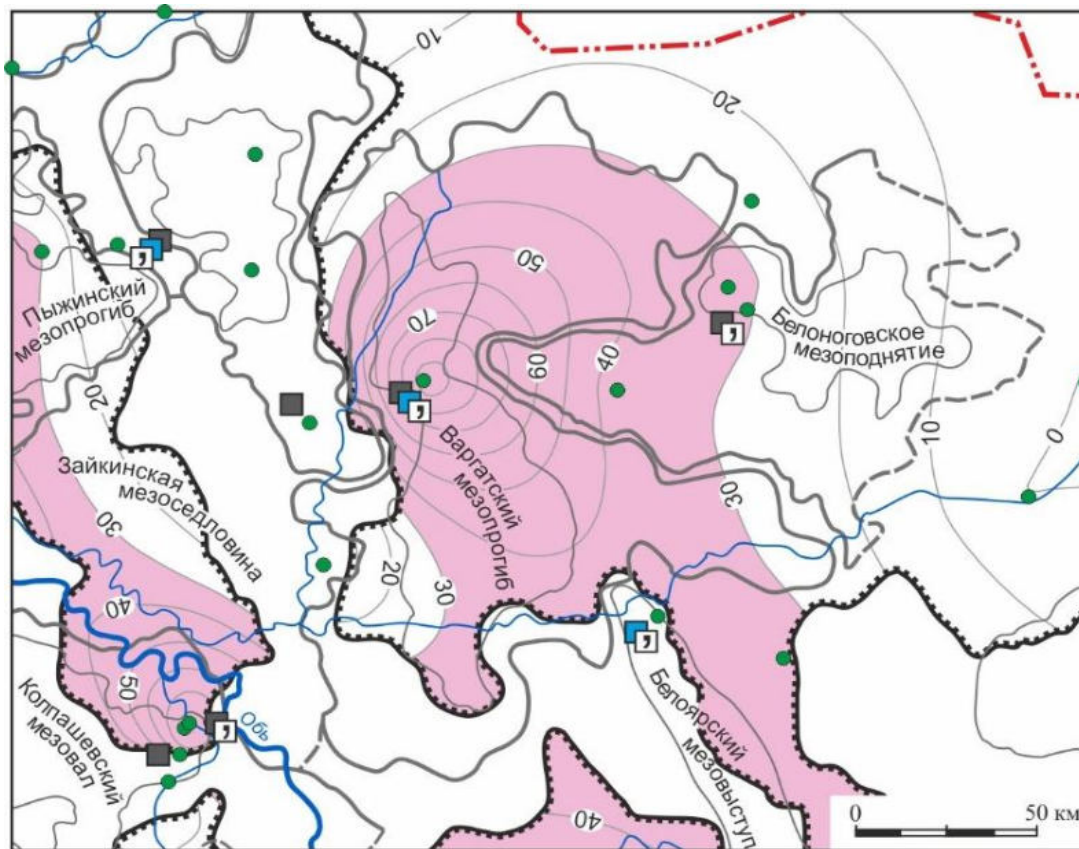 10
20
50
70
60
40
Пыжинский
мезопрогиб
20
Белоноговское
мезоподнятие
Варгатский
мезопрогиб
10
0
Зайкинская
мезоседловина
30
30
20
30
40
50
Колпашевский
мезовал
Обь
Белоярский
мезовыступ
40
0 50 км